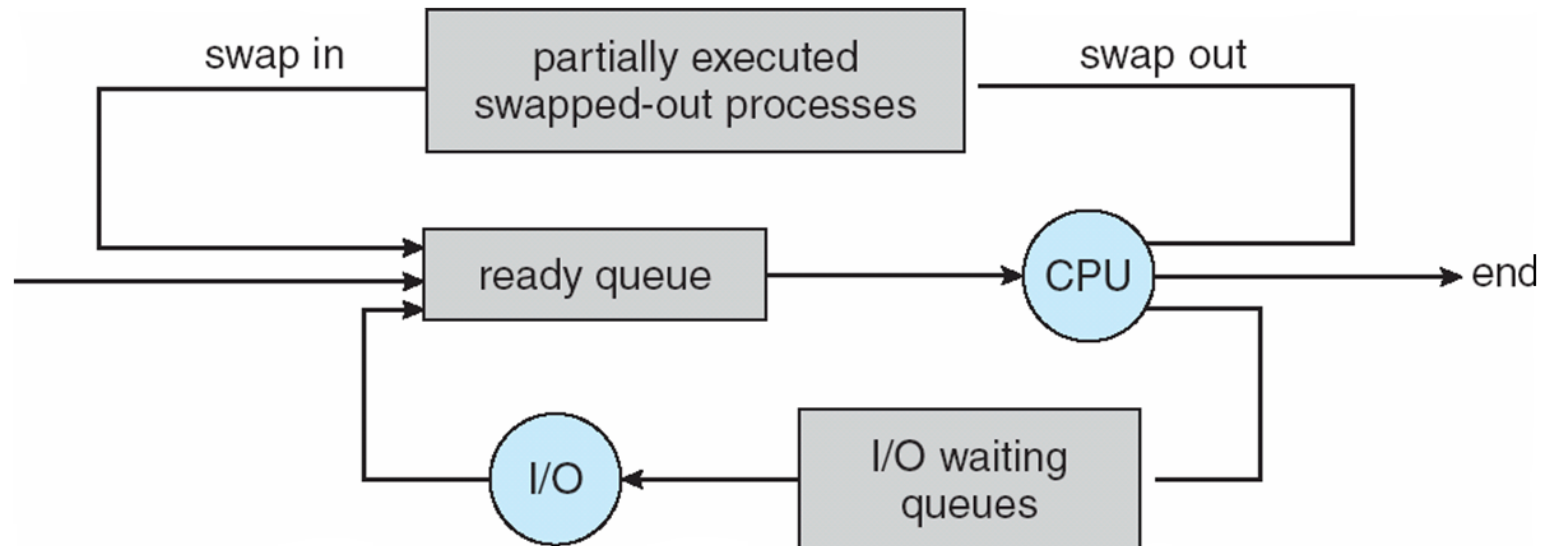 swap in
partially executed
swapped-out processes
swap out
ready queue
CPU
end
I/O
I/O waiting
queues